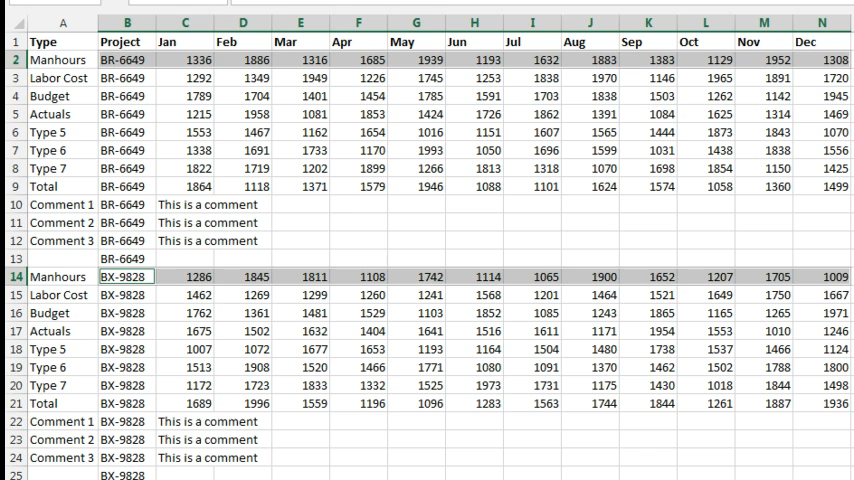 A B C D E F G H I J K L M N
1 Type Project Jan Feb Mar Apr May Jun Jul Aug Sep Oct Nov Dec
2 Manhours BR-6649 1336 1886 1316 1685 1939 1193 1632 1883 1383 1129 1952 1308
3 Labor Cost BR-6649 1292 1349 1949 1226 1745 1253 1838 1970 1146 1965 1891 1720
4 Budget BR-6649 1789 1704 1401 1454 1785 1591 1703 1838 1503 1262 1142 1945
5 Actuals BR-6649 1215 1958 1081 1853 1424 1726 1862 1391 1084 1625 1314 1469
6 Type 5 BR-6649 1553 1467 1162 1654 1016 1151 1607 1565 1444 1873 1843 1070
7 Type 6 BR-6649 1338 1691 1733 1170 1993 1050 1696 1599 1031 1438 1838 1556
8 Type 7 BR-6649 1822 1719 1202 1899 1266 1813 1318 1070 1698 1854 1150 1425
9 Total BR-6649 1864 1118 1371 1579 1946 1088 1101 1624 1574 1058 1360 1499
10 Comment 1 BR-6649 This is a comment
11 Comment 2 BR-6649 This is a comment
12 Comment 3 BR-6649 This is a comment
13 BR-6649
14 Manhours BX-9828 1286 1845 1811 1108 1742 1114 1065 1900 1652 1207 1705 1009
15 Labor Cost BX-9828 1462 1269 1299 1260 1241 1568 1201 1464 1521 1649 1750 1667
16 Budget BX-9828 1762 1361 1481 1529 1103 1852 1085 1243 1865 1165 1265 1971
17 Actuals BX-9828 1675 1502 1632 1404 1641 1516 1611 1171 1954 1553 1010 1246
18 Type 5 BX-9828 1007 1072 1677 1653 1193 1164 1504 1480 1738 1537 1466 1124
19 Type 6 BX-9828 1513 1908 1520 1466 1771 1080 1091 1370 1462 1502 1788 1800
20 Type 7 BX-9828 1172 1723 1833 1332 1525 1973 1731 1175 1430 1018 1844 1498
21 Total BX-9828 1689 1996 1559 1196 1096 1283 1563 1744 1844 1261 1887 1936
22 Comment 1 BX-9828 This is a comment
23 Comment 2 BX-9828 This is a comment
24 Comment 3 BX-9828 This is a comment
25 BX-9828